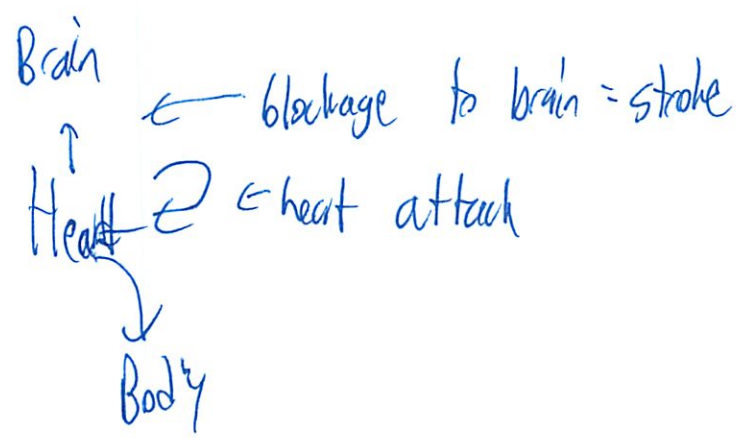 Brain
← blockage to brain = stroke
↑
Heart ← heart attack
Body